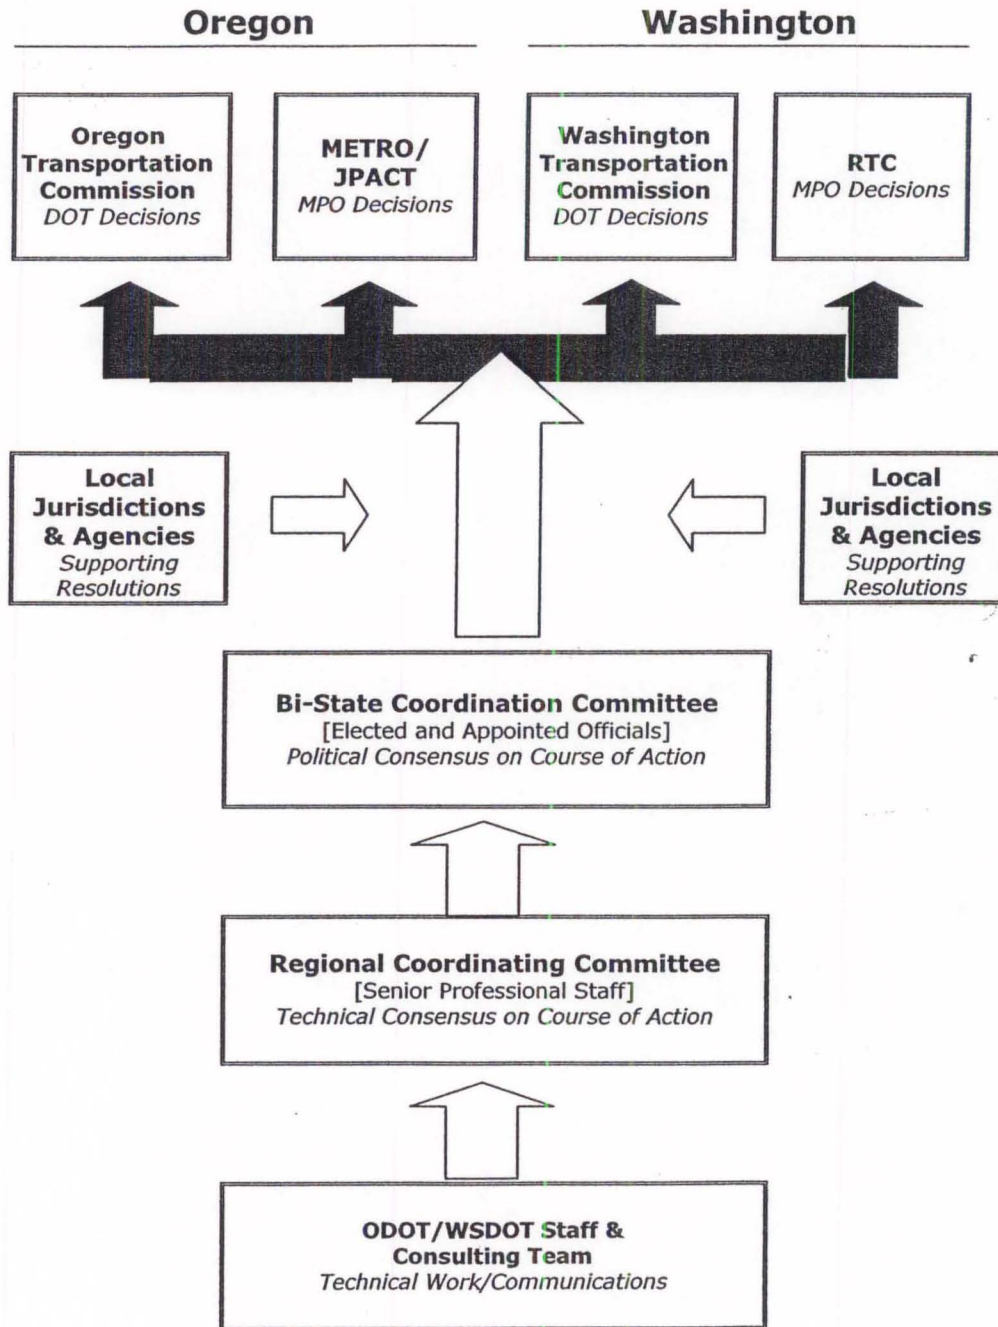 Oregon
Washington
Oregon
Transportation
Commission
DOT Decisions
METRO/
JPACT
MPO Decisions
Washington
Transportation
Commission
DOT Decisions
RTC
MPO Decisions
Local
Jurisdictions
& Agencies
Supporting
Resolutions
Local
Jurisdictions
& Agencies
Supporting
Resolutions
Bi-State Coordination Committee
[Elected and Appointed Officials]
Political Consensus on Course of Action
Regional Coordinating Committee
[Senior Professional Staff]
Technical Consensus on Course of Action
ODOT/WSDOT Staff &
Consulting Team
Technical Work/Communications